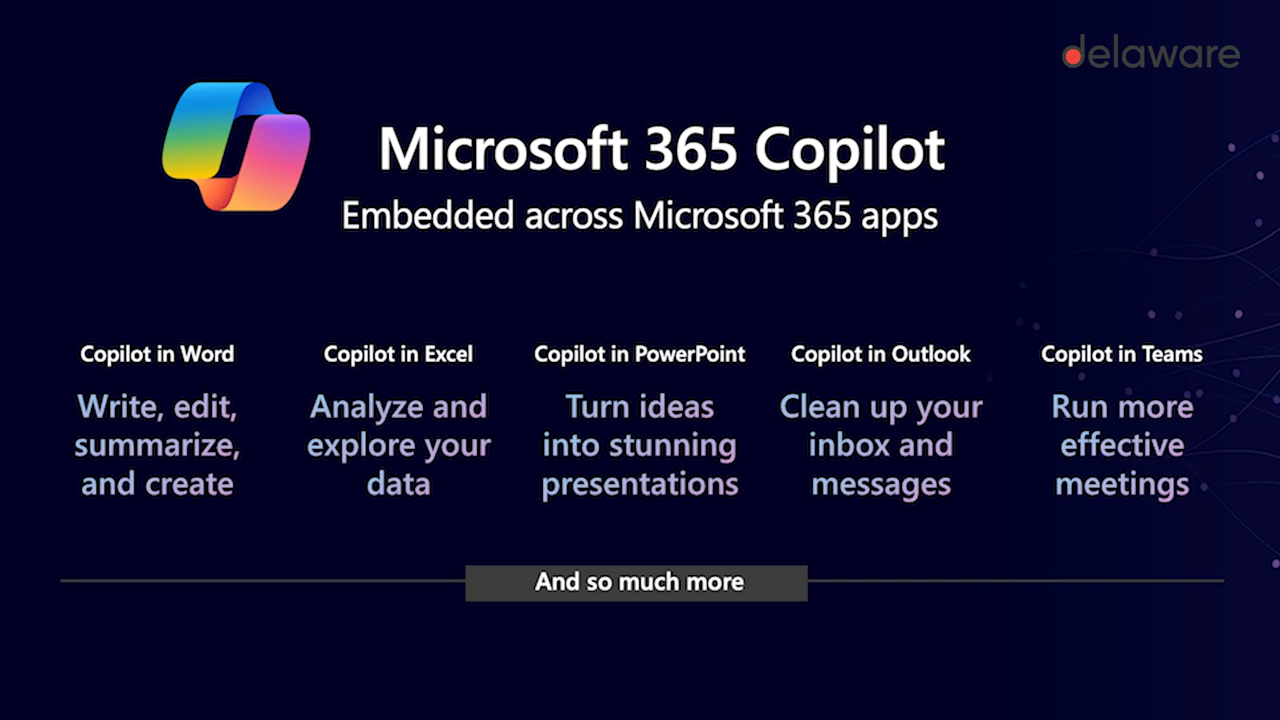 delaware
Microsoft 365 Copilot
Embedded across Microsoft 365 apps
Copilot in Word
Write, edit,
summarize,
and create
Copilot in Excel
Analyze and
explore your
data
Copilot in PowerPoint
Turn ideas
into stunning
presentations
Copilot in Outlook
Clean up your
inbox and
messages
Copilot in Teams
Run more
effective
meetings
And so much more